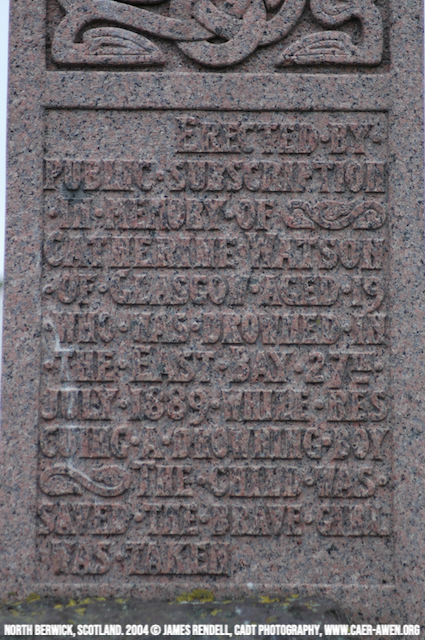 ERECTED·BY·
PUBLIC·SUBSCRIPTION
·IN·MEMORY·OF
CATHERINE·WATSON
·OF·GLASGOW·AGED·19
WHO·WAS·DROWNED·IN
·THE·EAST·BAY·27TH·
JULY·1889·WHILE·RES
CUING·A·DROWNING·BOY
THE·CHILD·WAS·
SAVED·THE·BRAVE·GIRL
WAS·TAKEN
NORTH BERWICK, SCOTLAND. 2004 © JAMES RENDELL, CADT PHOTOGRAPHY, WWW.CAER-AWEN.ORG